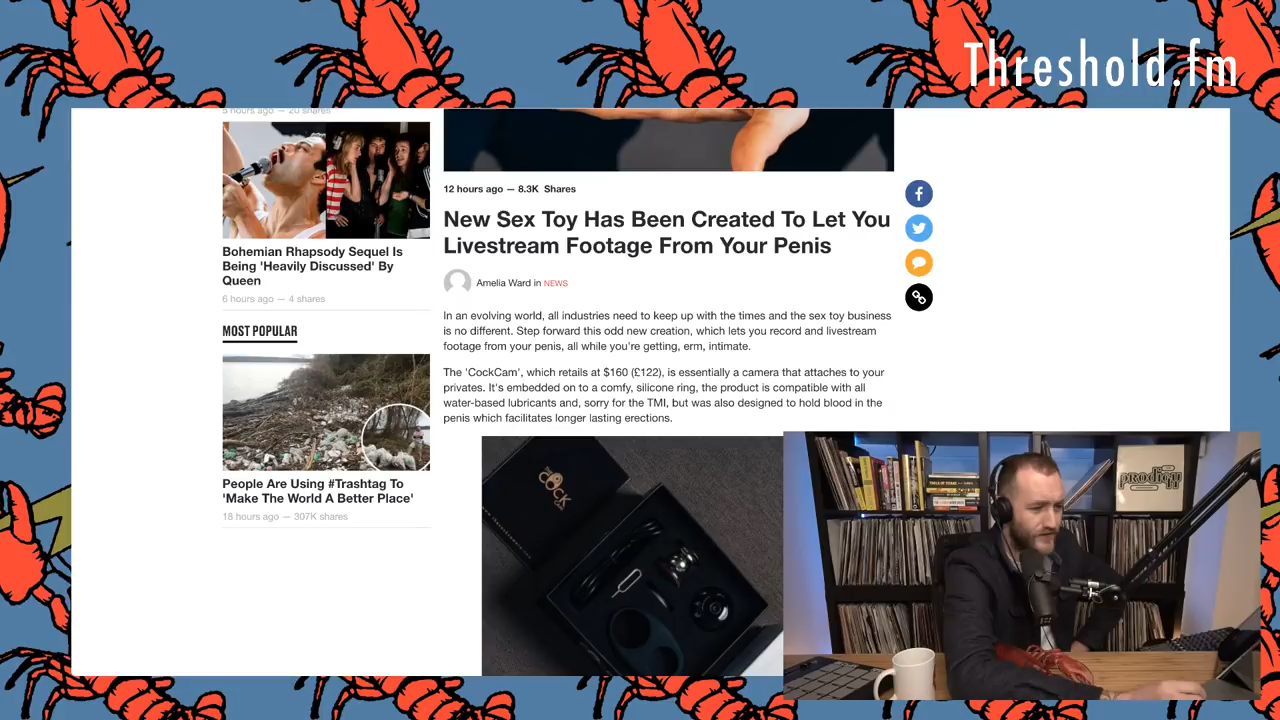 Threshold.fm
5 hours ago — 20 shares
Bohemian Rhapsody Sequel Is
Being 'Heavily Discussed' By
Queen
6 hours ago — 4 shares
MOST POPULAR
People Are Using #Trashtag To
'Make The World A Better Place'
18 hours ago — 307K shares
12 hours ago — 8.3K Shares
New Sex Toy Has Been Created To Let You
Livestream Footage From Your Penis
Amelia Ward in NEWS
In an evolving world, all industries need to keep up with the times and the sex toy business
is no different. Step forward this odd new creation, which lets you record and livestream
footage from your penis, all while you're getting, erm, intimate.
The 'CockCam', which retails at $160 (£122), is essentially a camera that attaches to your
privates. It's embedded on to a comfy, silicone ring, the product is compatible with all
water-based lubricants and, sorry for the TMI, but was also designed to hold blood in the
penis which facilitates longer lasting erections.
THE
COCK
CAM
prodigy